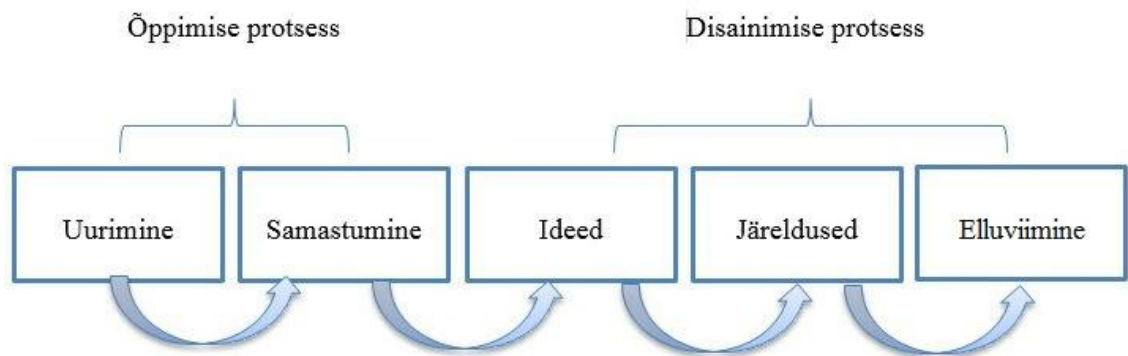 Õppimise protsess
Disainimise protsess
Uurimine
Samastumine
Ideed
Järeldused
Elluviimine